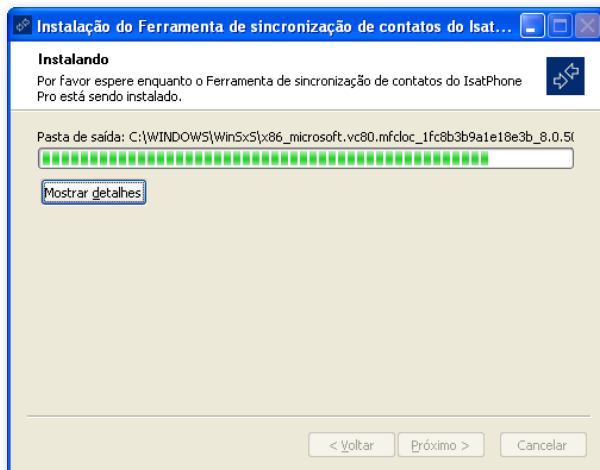 Instalação do Ferramenta de sincronização de contatos do Isat...
Instalando
Por favor espere enquanto o Ferramenta de sincronização de contatos do IsatPhone
Pro está sendo instalado.
Pasta de saída: C:\WINDOWS\WinSxS\x86_microsoft.vc80.mfcloc_1fc8b3b9a1e18e3b_8.0.50
Mostrar detalhes
< Voltar
Próximo >
Cancelar